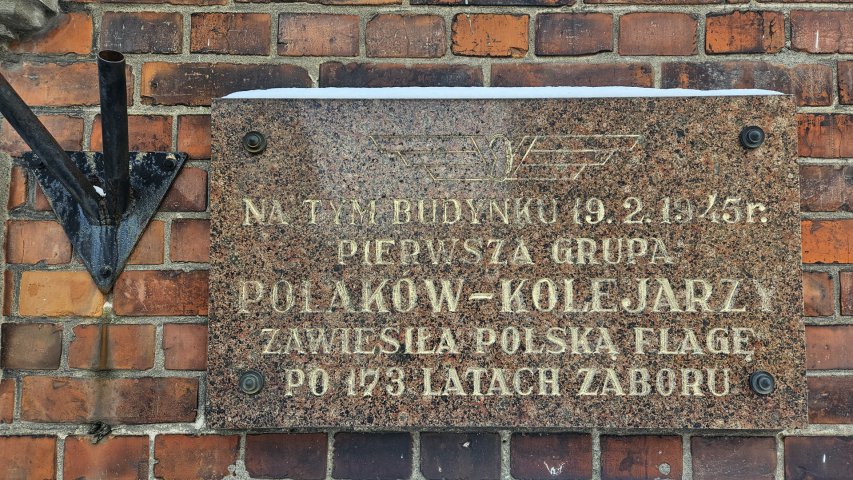 NA TYM BUDYNKU 19.2.1945r.
PIERWSZA GRUPA
POLAKÓW-KOLEJARZY
ZAWIESIŁA POLSKĄ FLAGĘ
PO 173 LATACH ZABORU